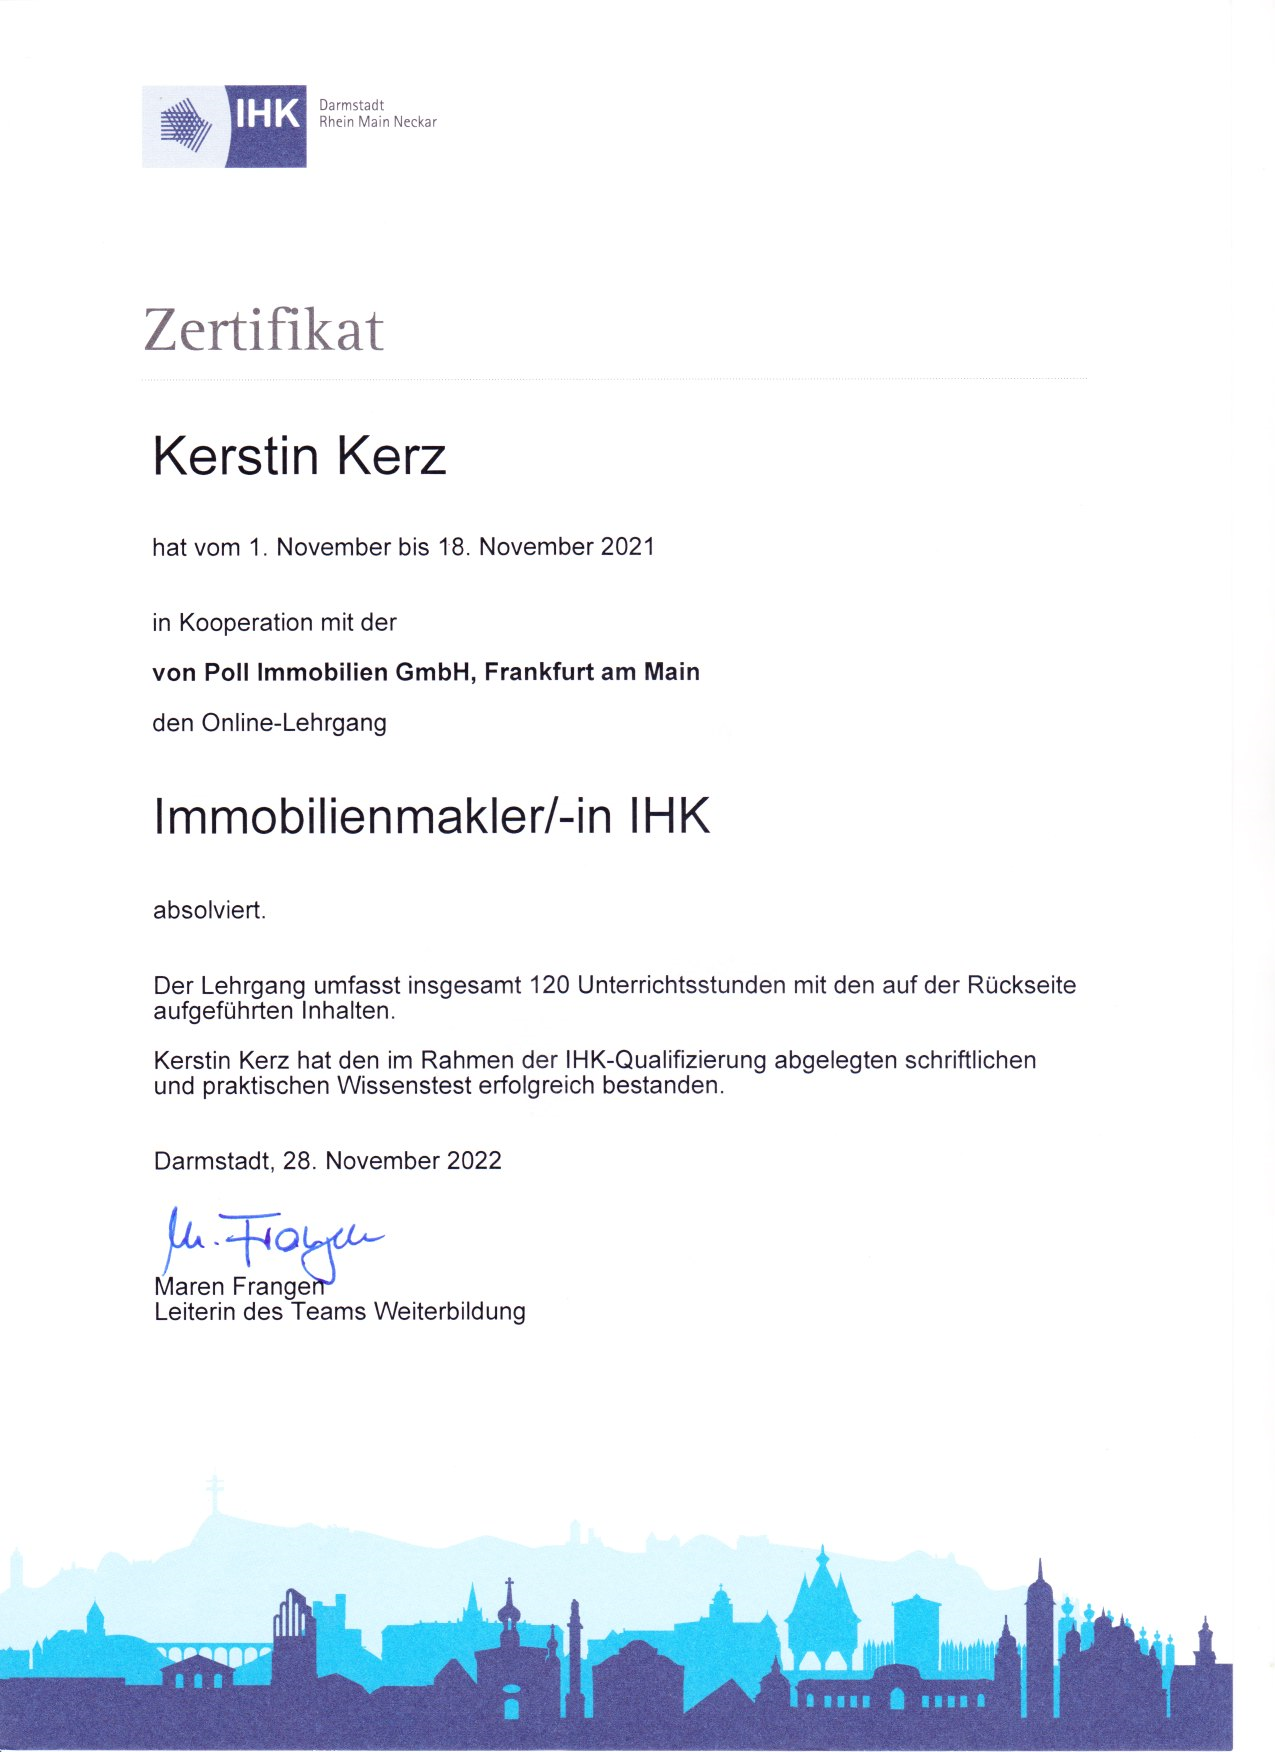 IHK
Darmstadt
Rhein Main Neckar
Zertifikat
Kerstin Kerz
hat vom 1. November bis 18. November 2021
in Kooperation mit der
von Poll Immobilien GmbH, Frankfurt am Main
den Online-Lehrgang
Immobilienmakler/-in IHK
absolviert.
Der Lehrgang umfasst insgesamt 120 Unterrichtsstunden mit den auf der Rückseite
aufgeführten Inhalten.
Kerstin Kerz hat den im Rahmen der IHK-Qualifizierung abgelegten schriftlichen
und praktischen Wissenstest erfolgreich bestanden.
Darmstadt, 28. November 2022
M. Frangen
Maren Frangen
Leiterin des Teams Weiterbildung